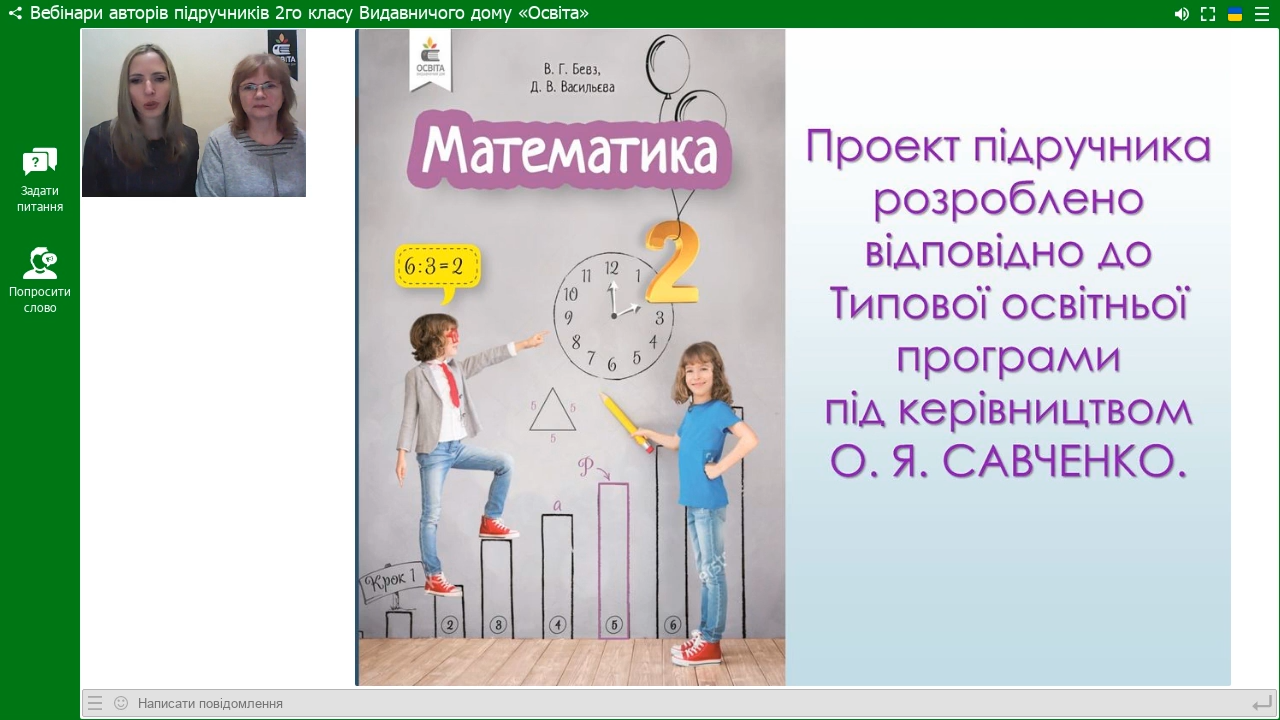 Вебінари авторів підручників 2го класу Видавничого дому «Освіта»
Задати
питання
Попросити
слово
ОСВІТА
В. Г. Бевз,
Д. В. Васильєва
Математика
2
6:3=2
12
11
1
10
9
3
8
4
7
5
6
5
5
5
P
a
Крок 1
2
3
4
5
6
Проект підручника
розроблено
відповідно до
Типової освітньої
програми
під керівництвом
О. Я. САВЧЕНКО.
Написати повідомлення